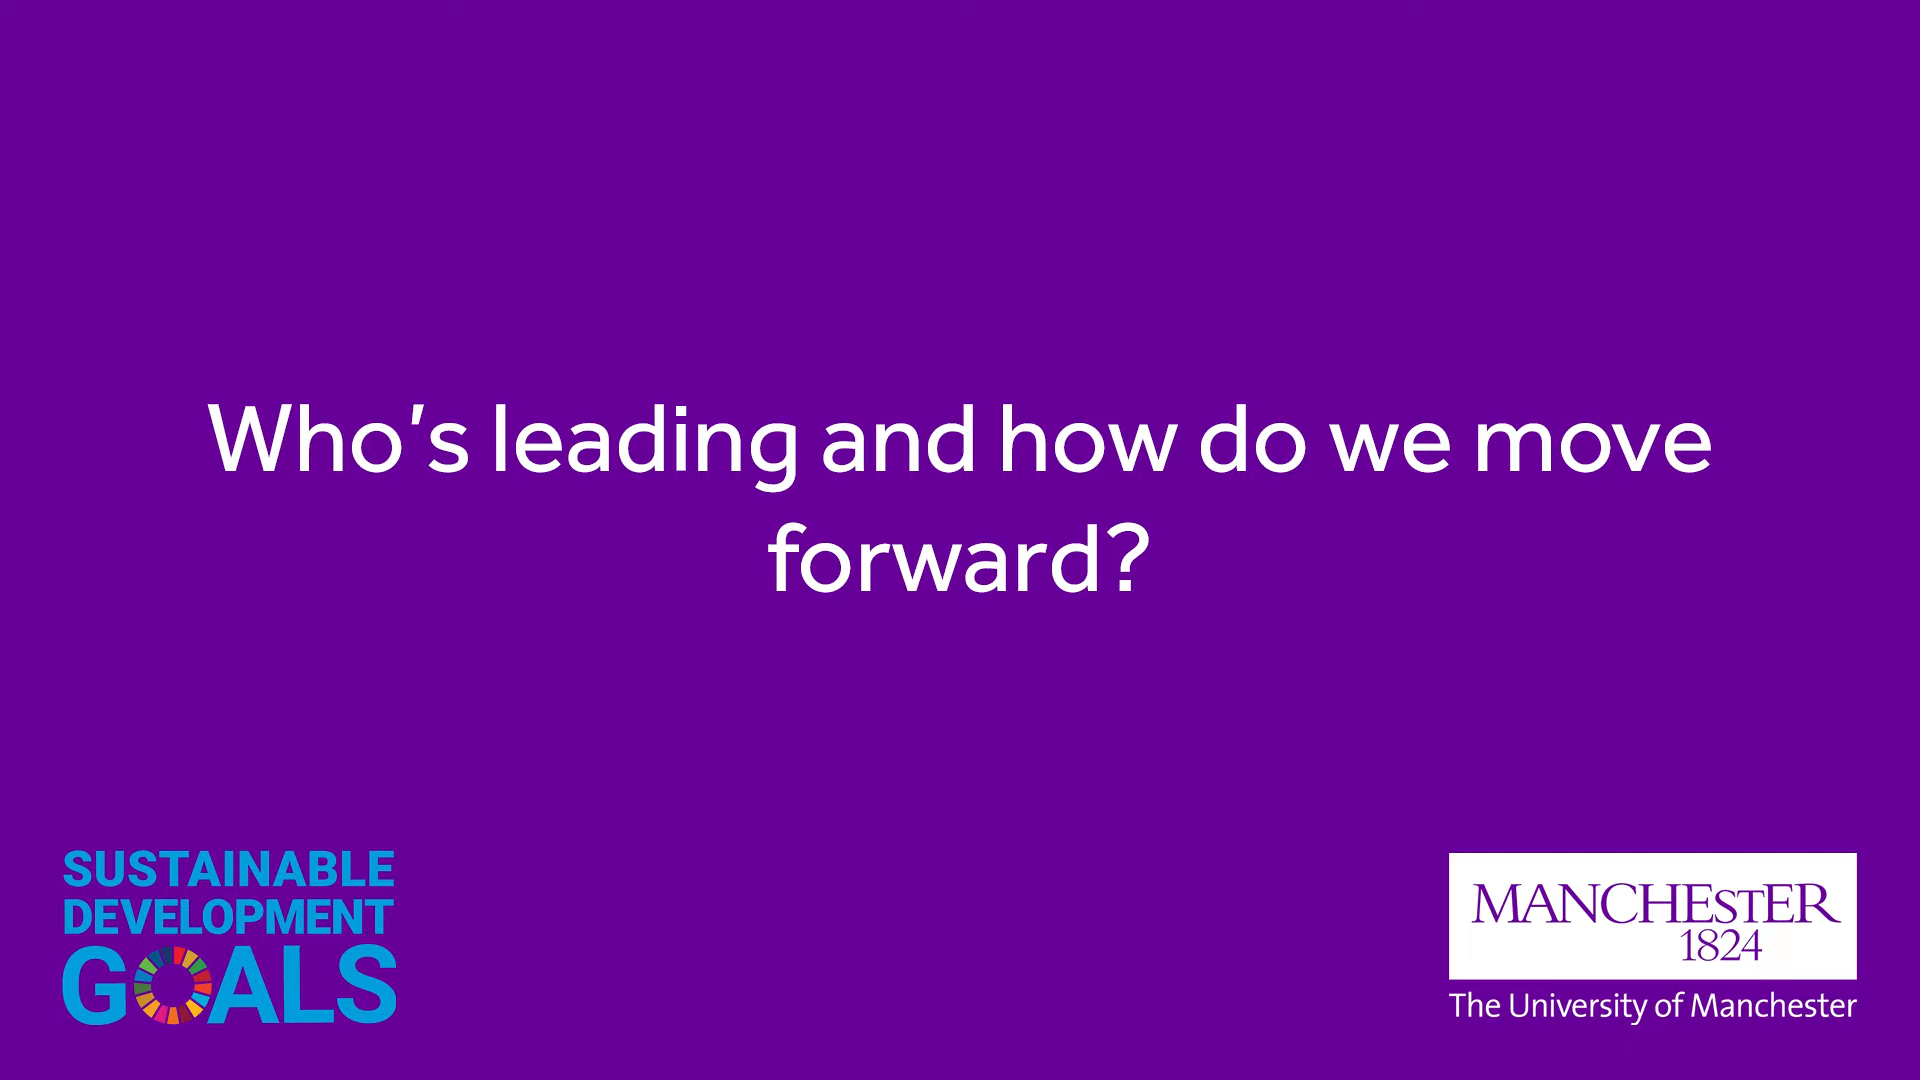 Who's leading and how do we move
forward?
SUSTAINABLE
DEVELOPMENT
GOALS
MANCHESTER
1824
The University of Manchester